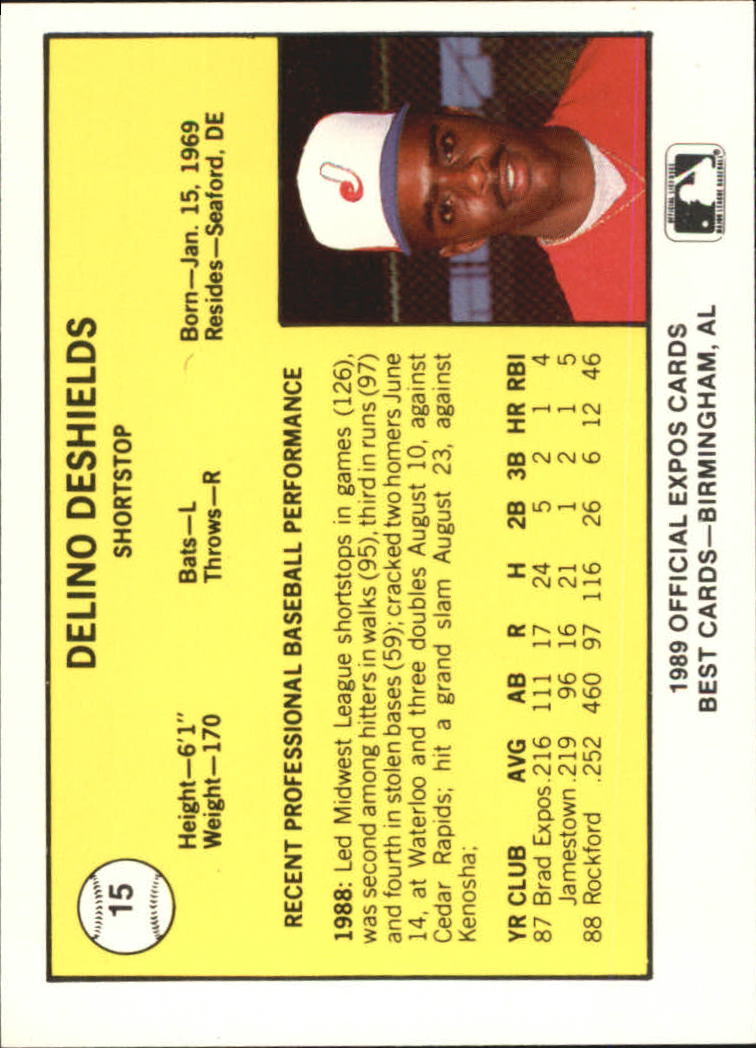 15
DELINO DESHIELDS
SHORTSTOP
Height—6'1" Bats—L Born—Jan. 15, 1969
Weight—170 Throws—R Resides—Seaford, DE
RECENT PROFESSIONAL BASEBALL PERFORMANCE
1988: Led Midwest League shortstops in games (126),
was second among hitters in walks (95), third in runs (97)
and fourth in stolen bases (59); cracked two homers June
14, at Waterloo and three doubles August 10, against
Cedar Rapids; hit a grand slam August 23, against
Kenosha;
YR CLUB AVG AB R H 2B 3B HR RBI
87 Brad Expos .216 111 17 24 5 2 1 4
Jamestown .219 96 16 21 1 2 1 5
88 Rockford .252 460 97 116 26 6 12 46
1989 OFFICIAL EXPOS CARDS
BEST CARDS—BIRMINGHAM, AL
OFFICIAL LICENSEE
MAJOR LEAGUE BASEBALL®